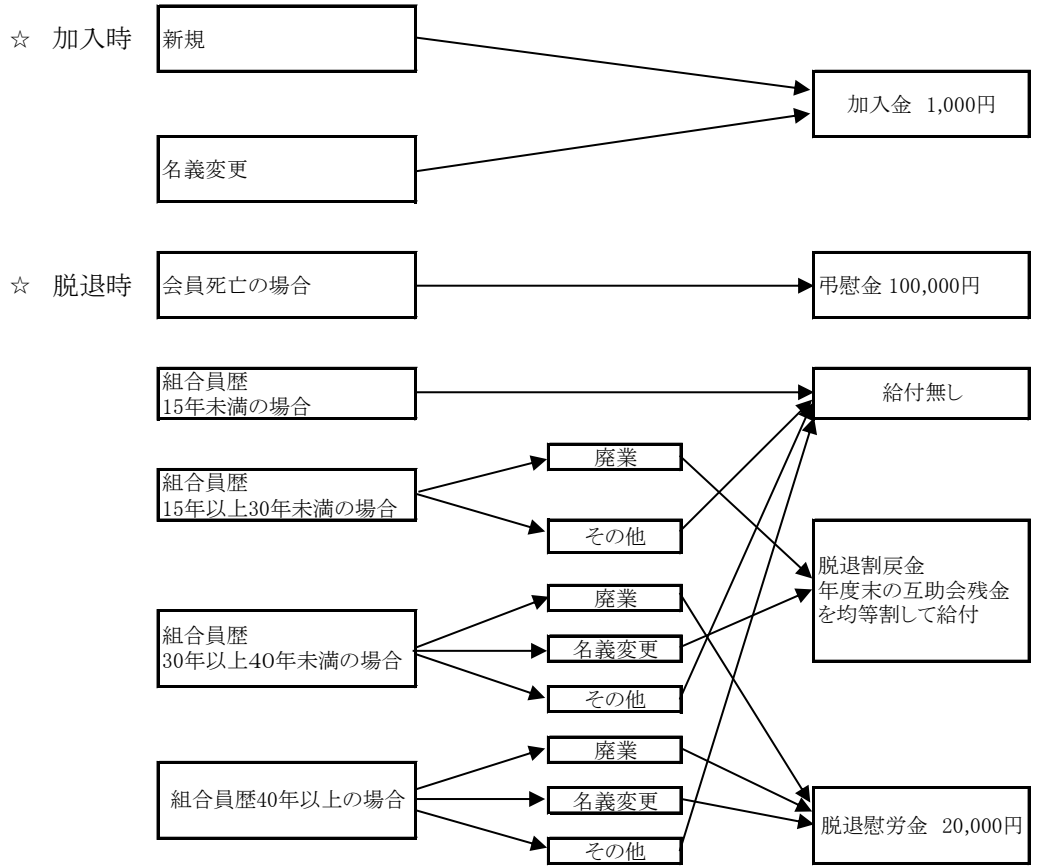 ☆ 加入時
新規
加入金 1,000円
名義変更
☆ 脱退時
会員死亡の場合
弔慰金 100,000円
組合員歴
15年未満の場合
給付無し
組合員歴
15年以上30年未満の場合
廃業
その他
脱退割戻金
年度末の互助会残金
を均等割して給付
組合員歴
30年以上40年未満の場合
廃業
名義変更
その他
組合員歴40年以上の場合
廃業
名義変更
その他
脱退慰労金 20,000円